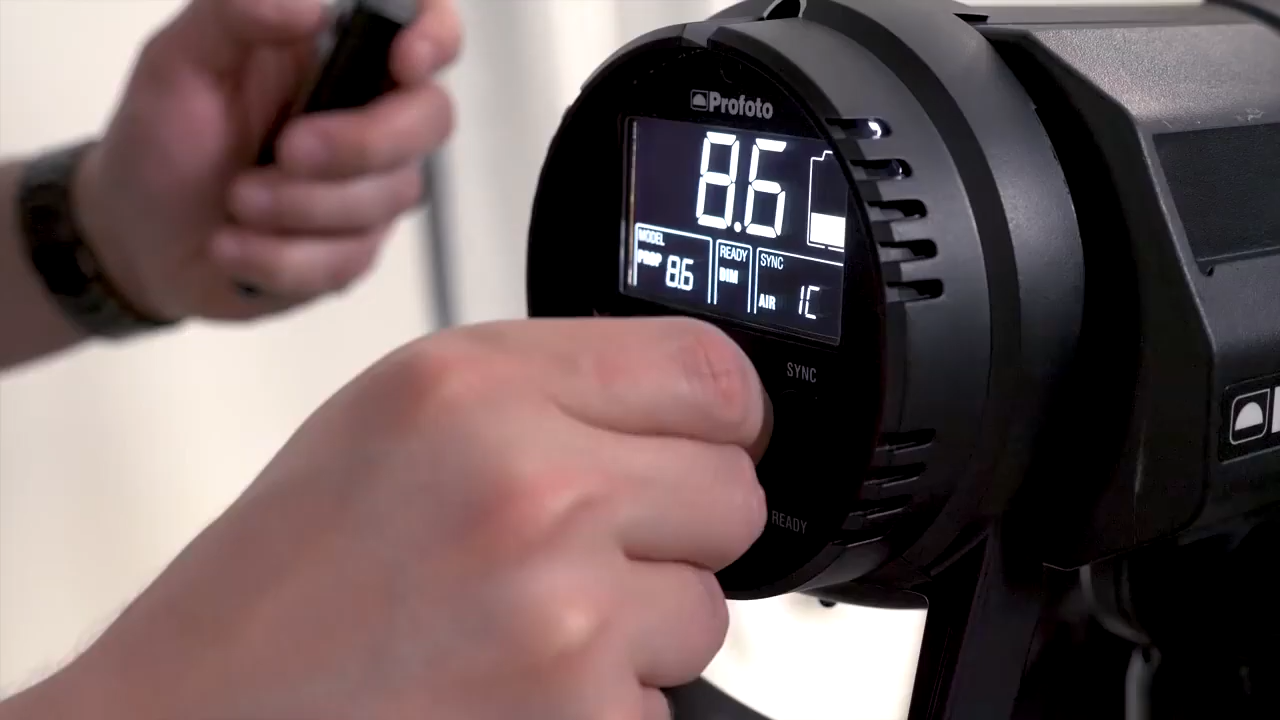 Profoto
8.6
MODEL READY SYNC
PROP 8.6 DIM AIR 1C
SYNC
READY